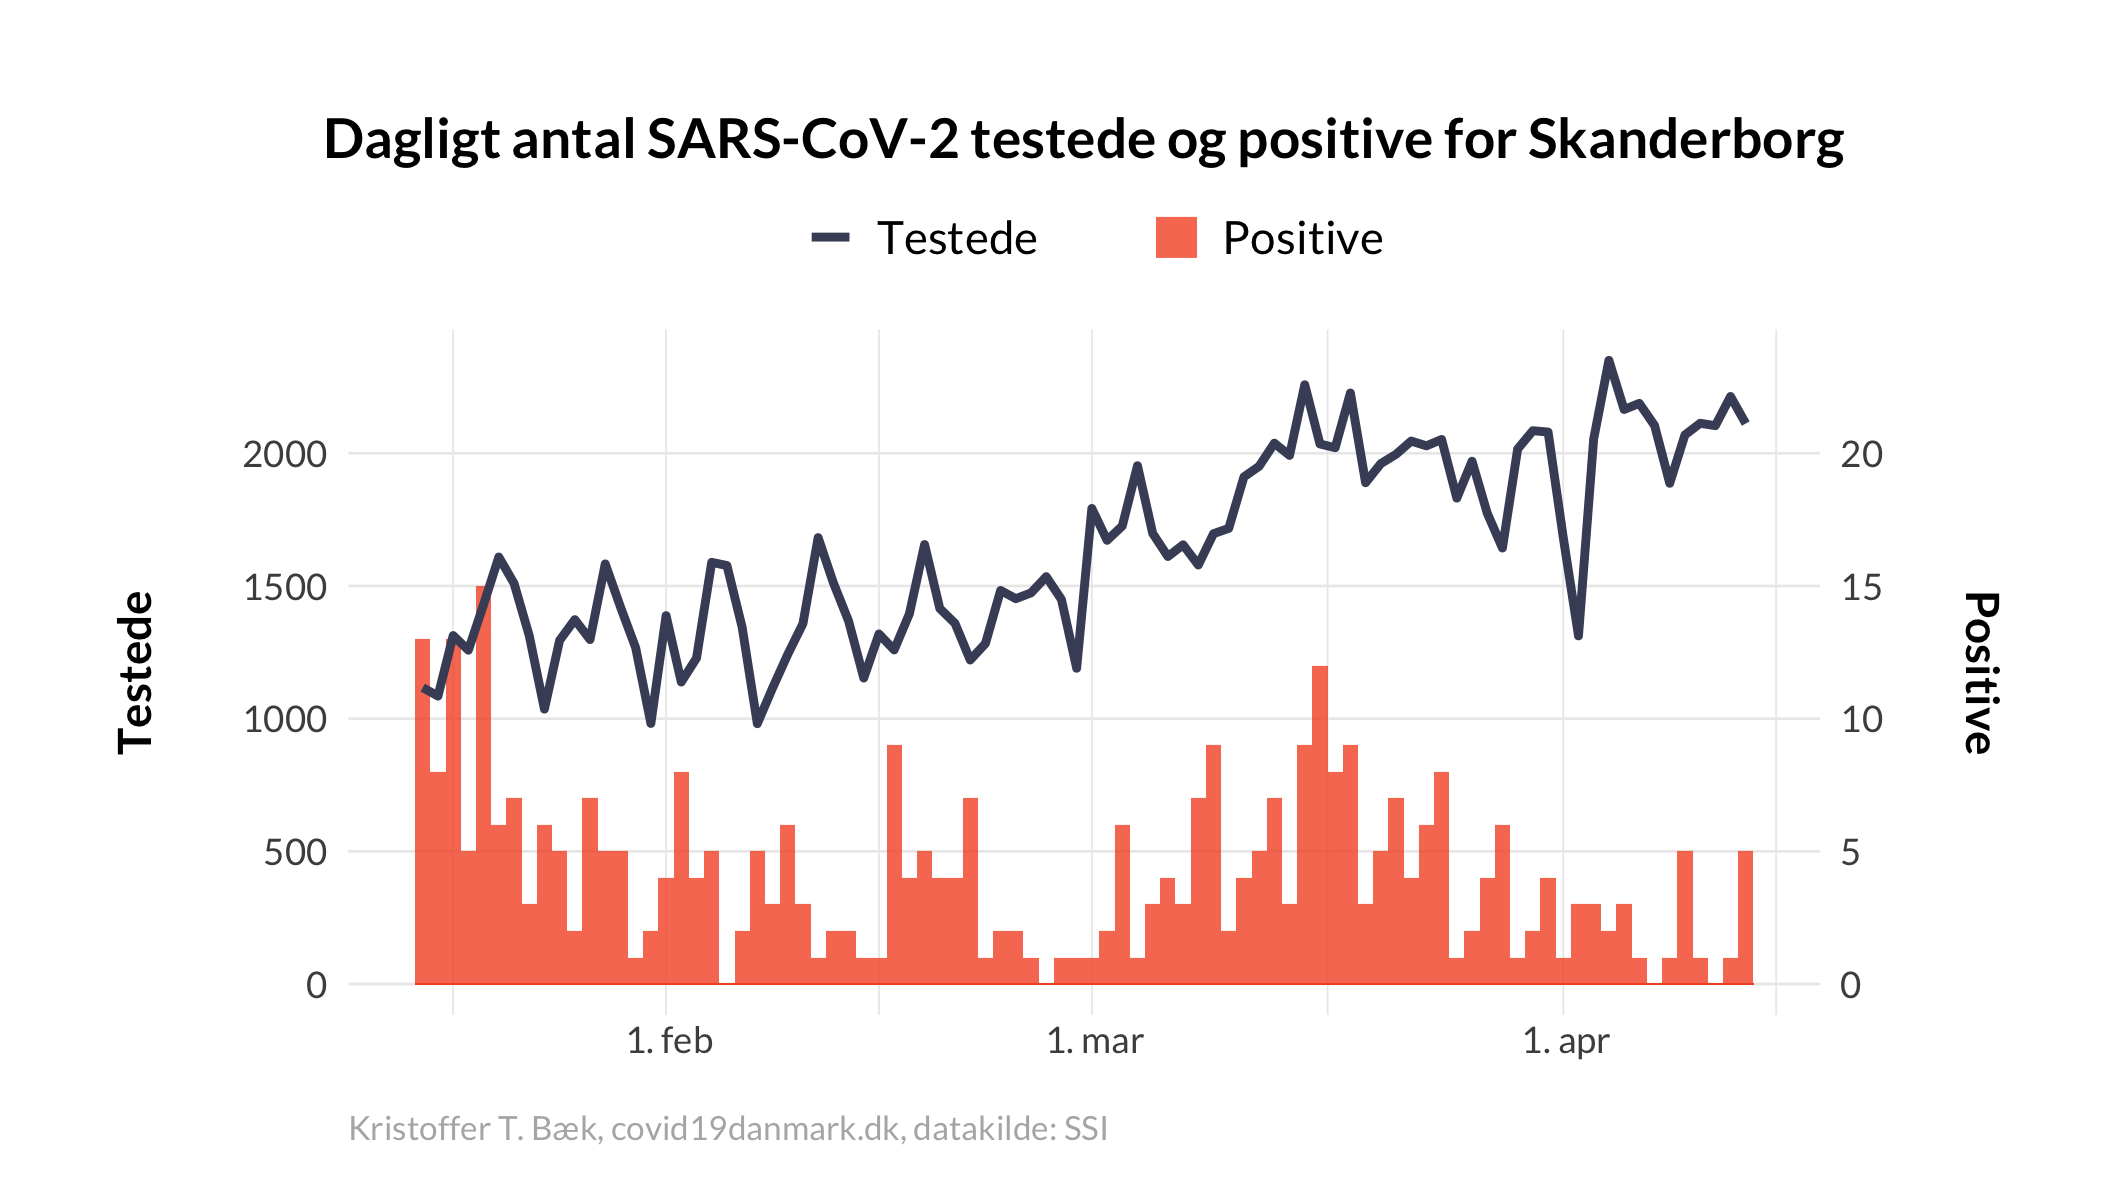 Dagligt antal SARS-CoV-2 testede og positive for Skanderborg
Testede
Positive
Testede
2000
1500
1000
500
0
20
15
10
5
0
Positive
1. feb
1. mar
1. apr
Kristoffer T. Bæk, covid19danmark.dk, datakilde: SSI